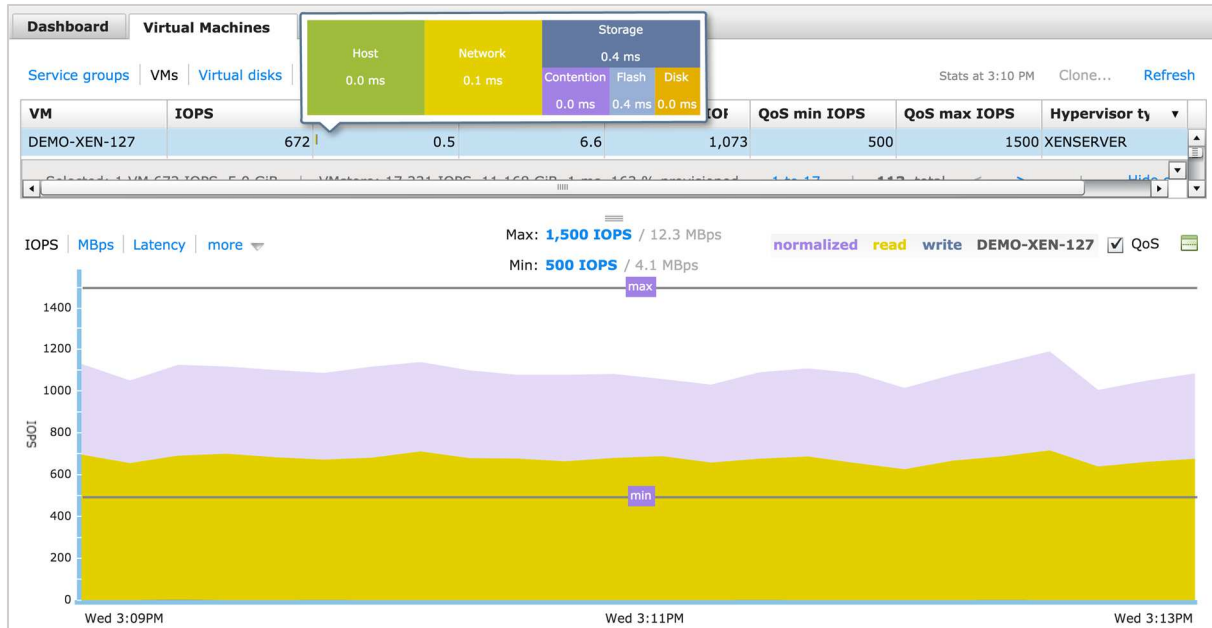 Dashboard
Virtual Machines
Host
0.0 ms
Network
0.1 ms
Storage
0.4 ms
Contention
0.0 ms
Flash
0.4 ms
Disk
0.0 ms
Service groups VMs Virtual disks
Stats at 3:10 PM Clone... Refresh
VM IOPS QoS min IOPS QoS max IOPS Hypervisor ty
DEMO-XEN-127 672 0.5 6.6 1,073 500 1500 XENSERVER
IOPS MBps Latency more
Max: 1,500 IOPS / 12.3 MBps
Min: 500 IOPS / 4.1 MBps
normalized read write DEMO-XEN-127 QoS
max
1400
1200
1000
800
IOPS
600
min
400
200
0
Wed 3:09PM Wed 3:11PM Wed 3:13PM